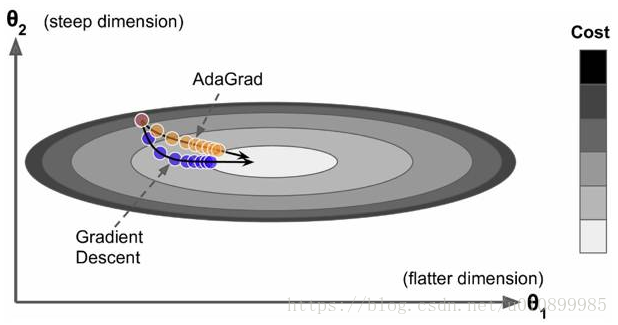 θ2 (steep dimension)
Cost
AdaGrad
Gradient
Descent
(flatter dimension)
θ1